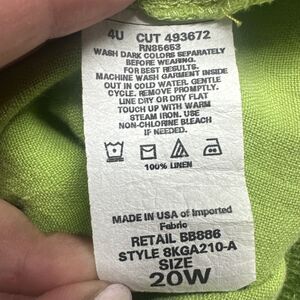 4U CUT 493672
RN85653
WASH DARK COLORS SEPARATELY
BEFORE WEARING.
FOR BEST RESULTS.
MACHINE WASH GARMENT INSIDE
OUT IN COLD WATER. GENTLE
CYCLE. REMOVE PROMPTLY.
LINE DRY OR DRY FLAT
TOUCH UP WITH WARM
STEAM IRON. USE
NON-CHLORINE BLEACH
IF NEEDED.
100% LINEN
MADE IN USA of Imported
Fabric
RETAIL BB886
STYLE 8KGA210-A
SIZE
20W